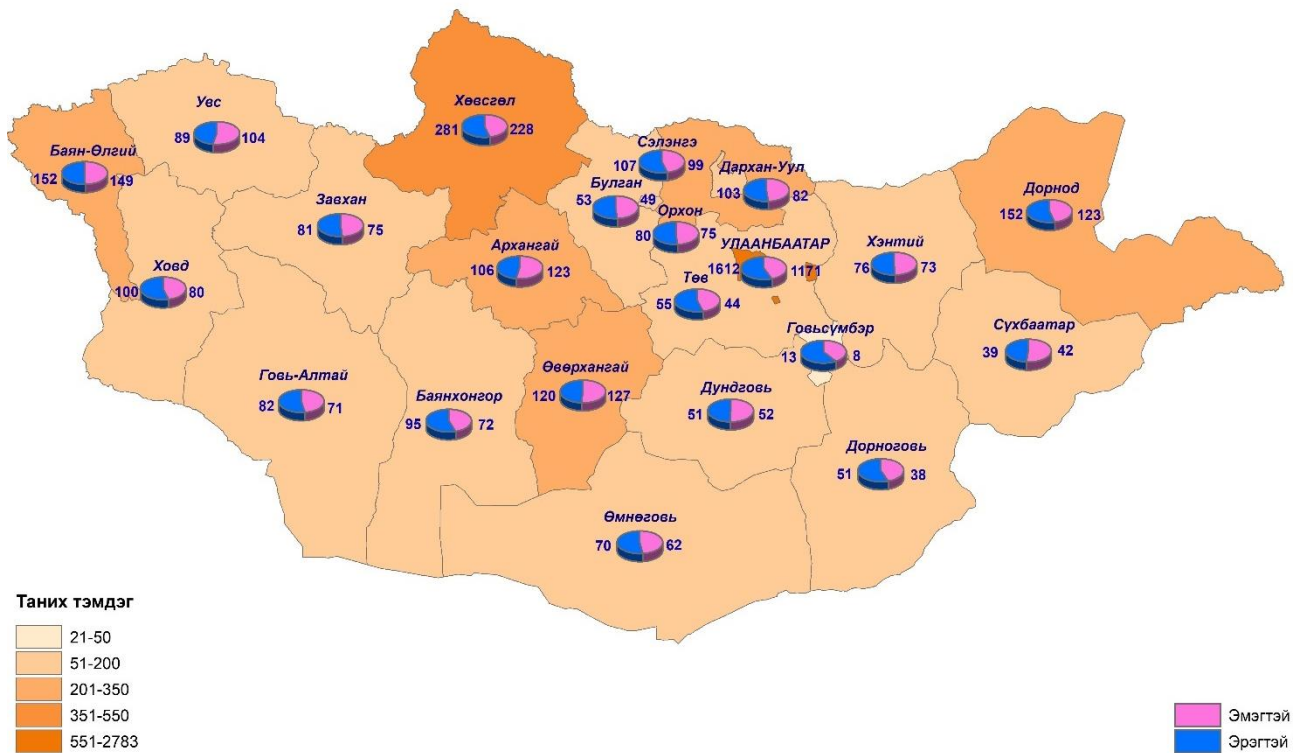 Увс
89 104
Хөвсгөл
281 228
Баян-Өлгий
152 149
Сэлэнгэ
107 99
Дархан-Уул
103 82
Булган
53 49
Дорнод
152 123
Завхан
81 75
Орхон
80 75
Архангай
106 123
УЛААНБААТАР
1612 1171
Хэнтий
76 73
Ховд
100 80
Төв
55 44
Говьсүмбэр
13 8
Сүхбаатар
39 42
Говь-Алтай
82 71
Баянхонгор
95 72
Өвөрхангай
120 127
Дундговь
51 52
Дорноговь
51 38
Өмнөговь
70 62
Таних тэмдэг
21-50
51-200
201-350
351-550
551-2783
Эмэгтэй
Эрэгтэй